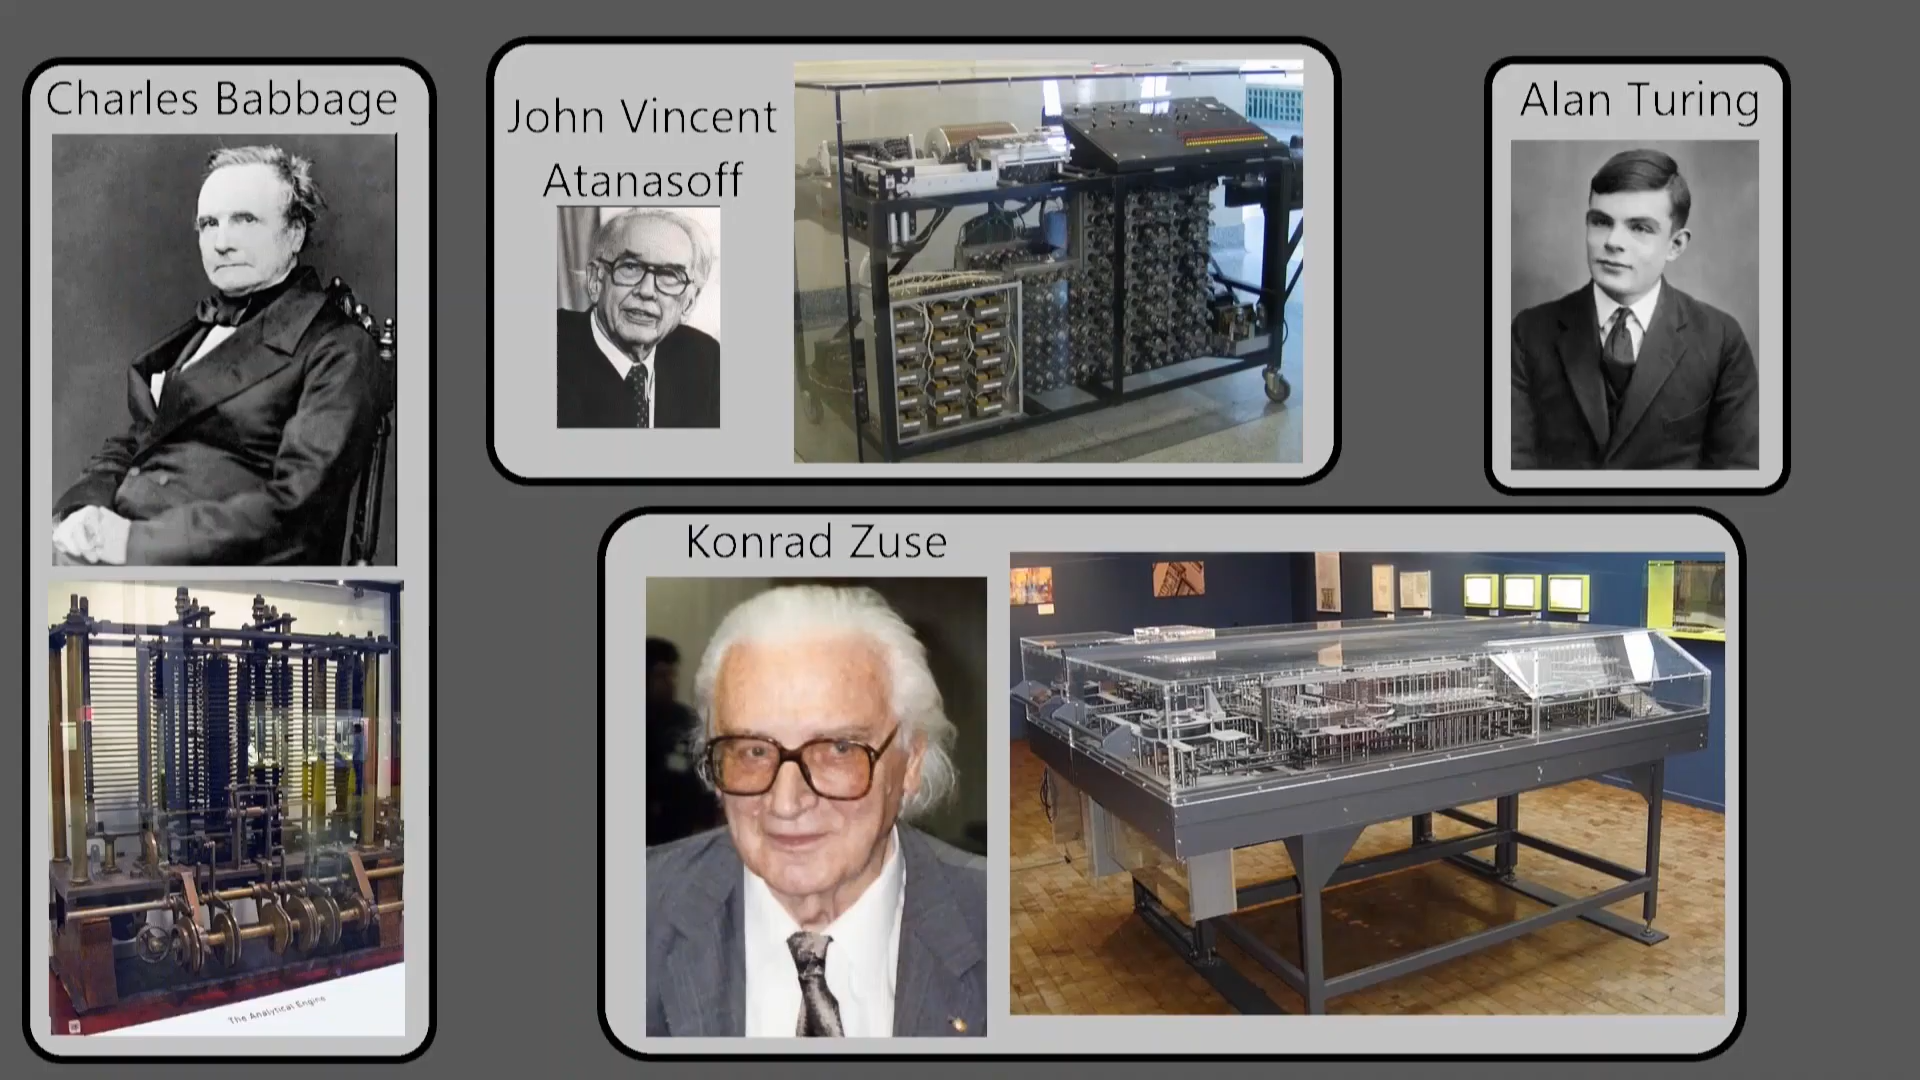 Charles Babbage
John Vincent
Atanasoff
Alan Turing
Konrad Zuse
The Analytical Engine